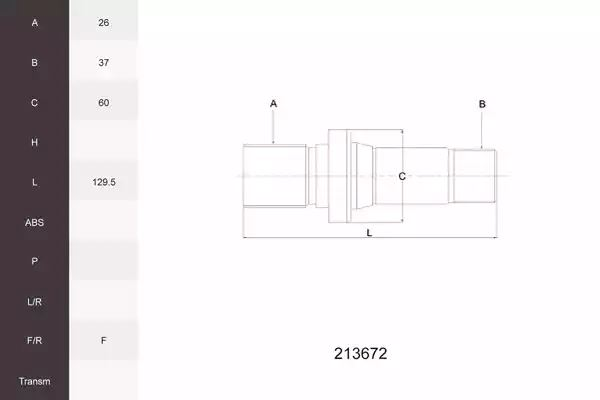 A 26
B 37
C 60
H
L 129.5
ABS
P
L/R
F/R F
Transm
A
B
C
L
213672